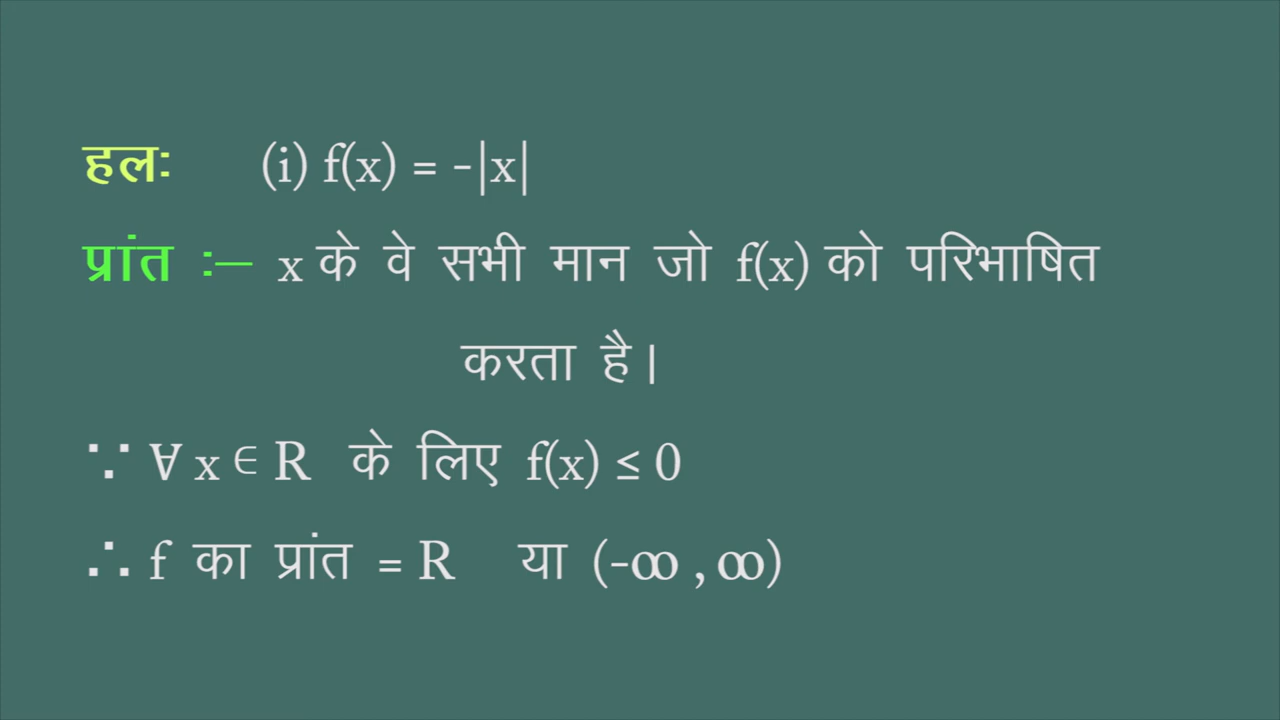 हल: (i) f(x) = -|x|
प्रांत :– x के वे सभी मान जो f(x) को परिभाषित
करता है।
∵ ∀ x ∈ R के लिए f(x) ≤ 0
∴ f का प्रांत = R या (-∞ , ∞)